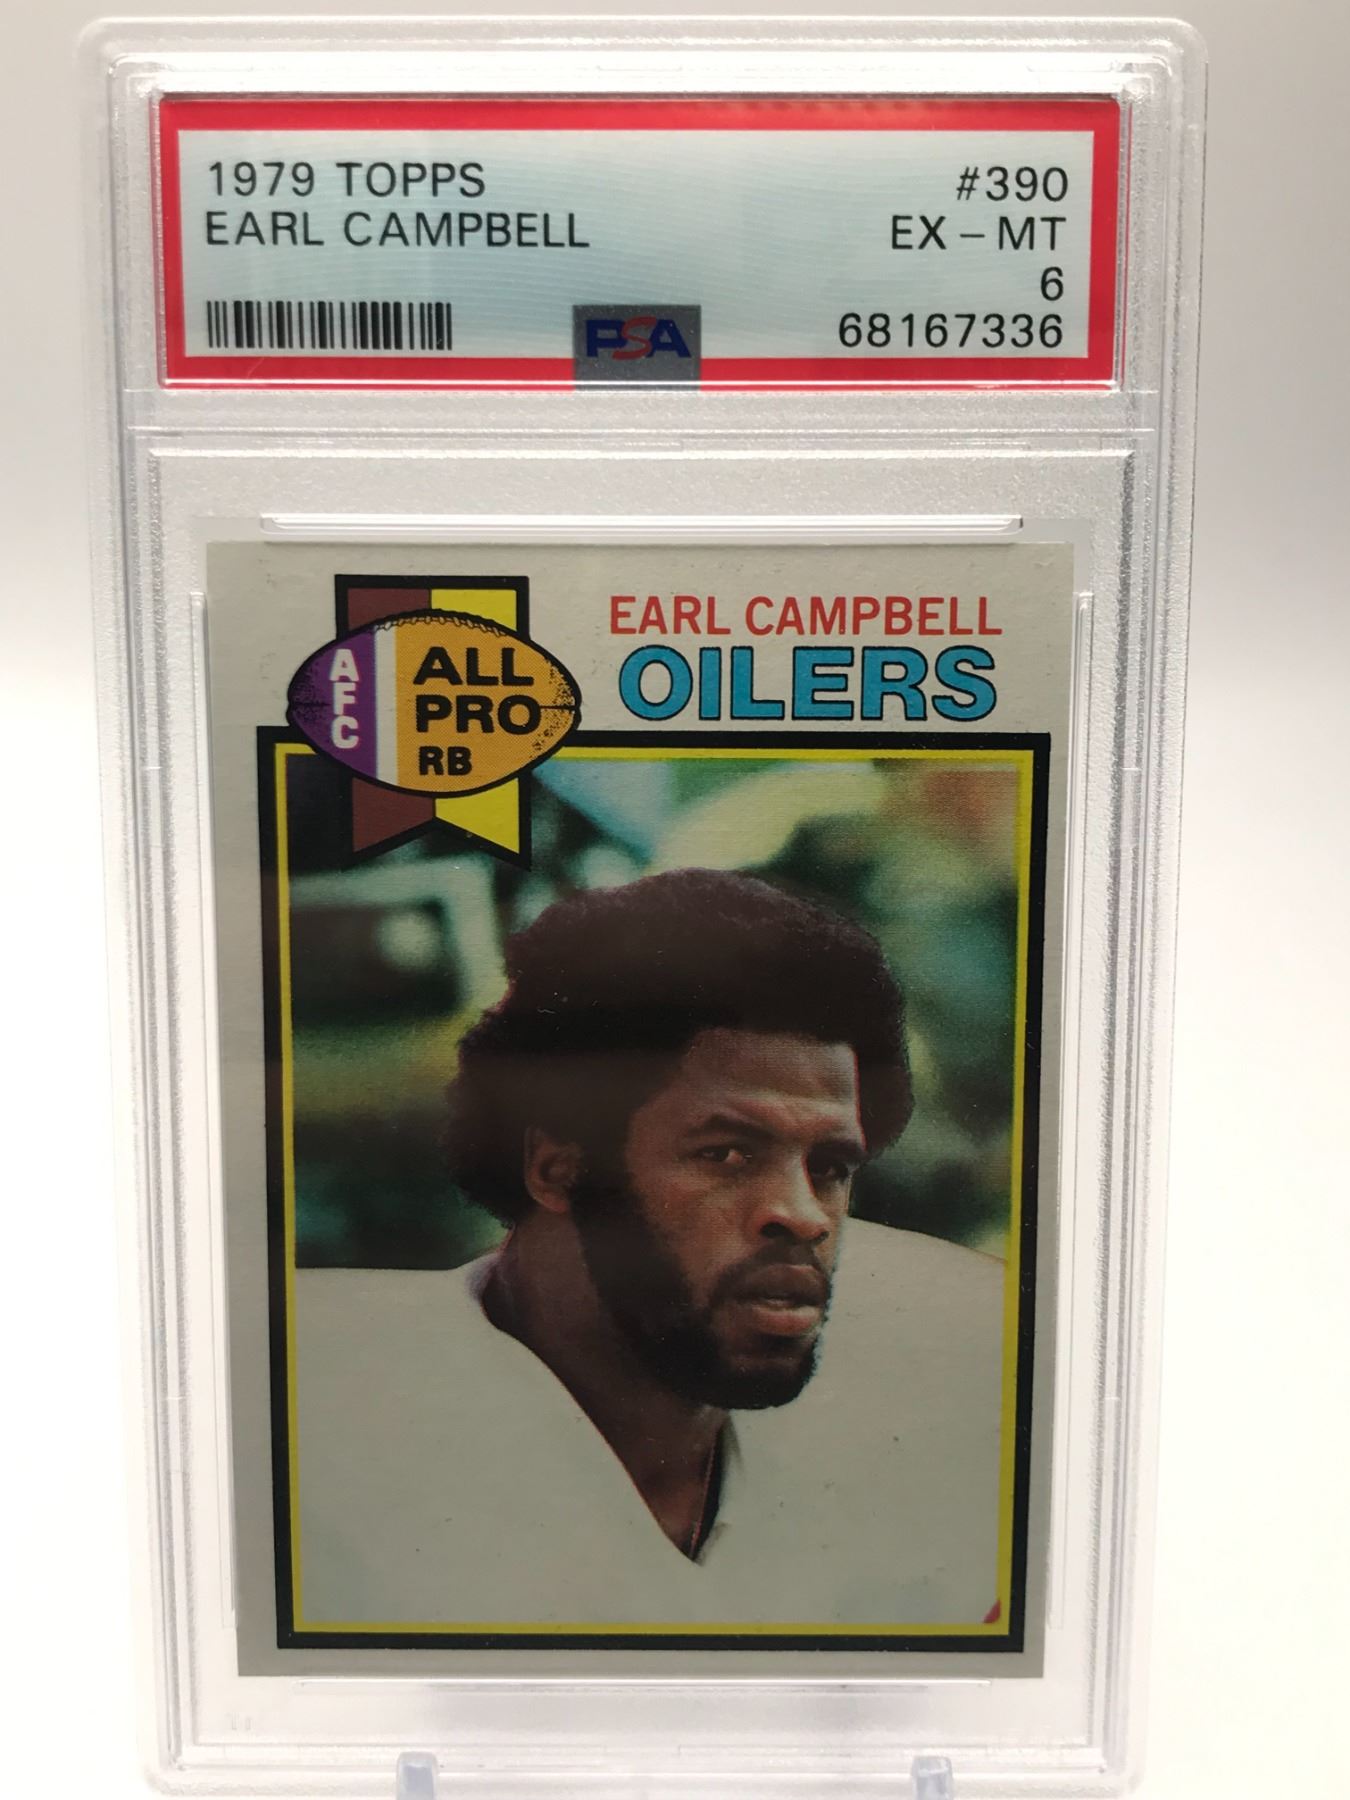 1979 TOPPS #390
EARL CAMPBELL EX - MT
6
PSA 68167336
EARL CAMPBELL
OILERS
AFC
ALL
PRO
RB